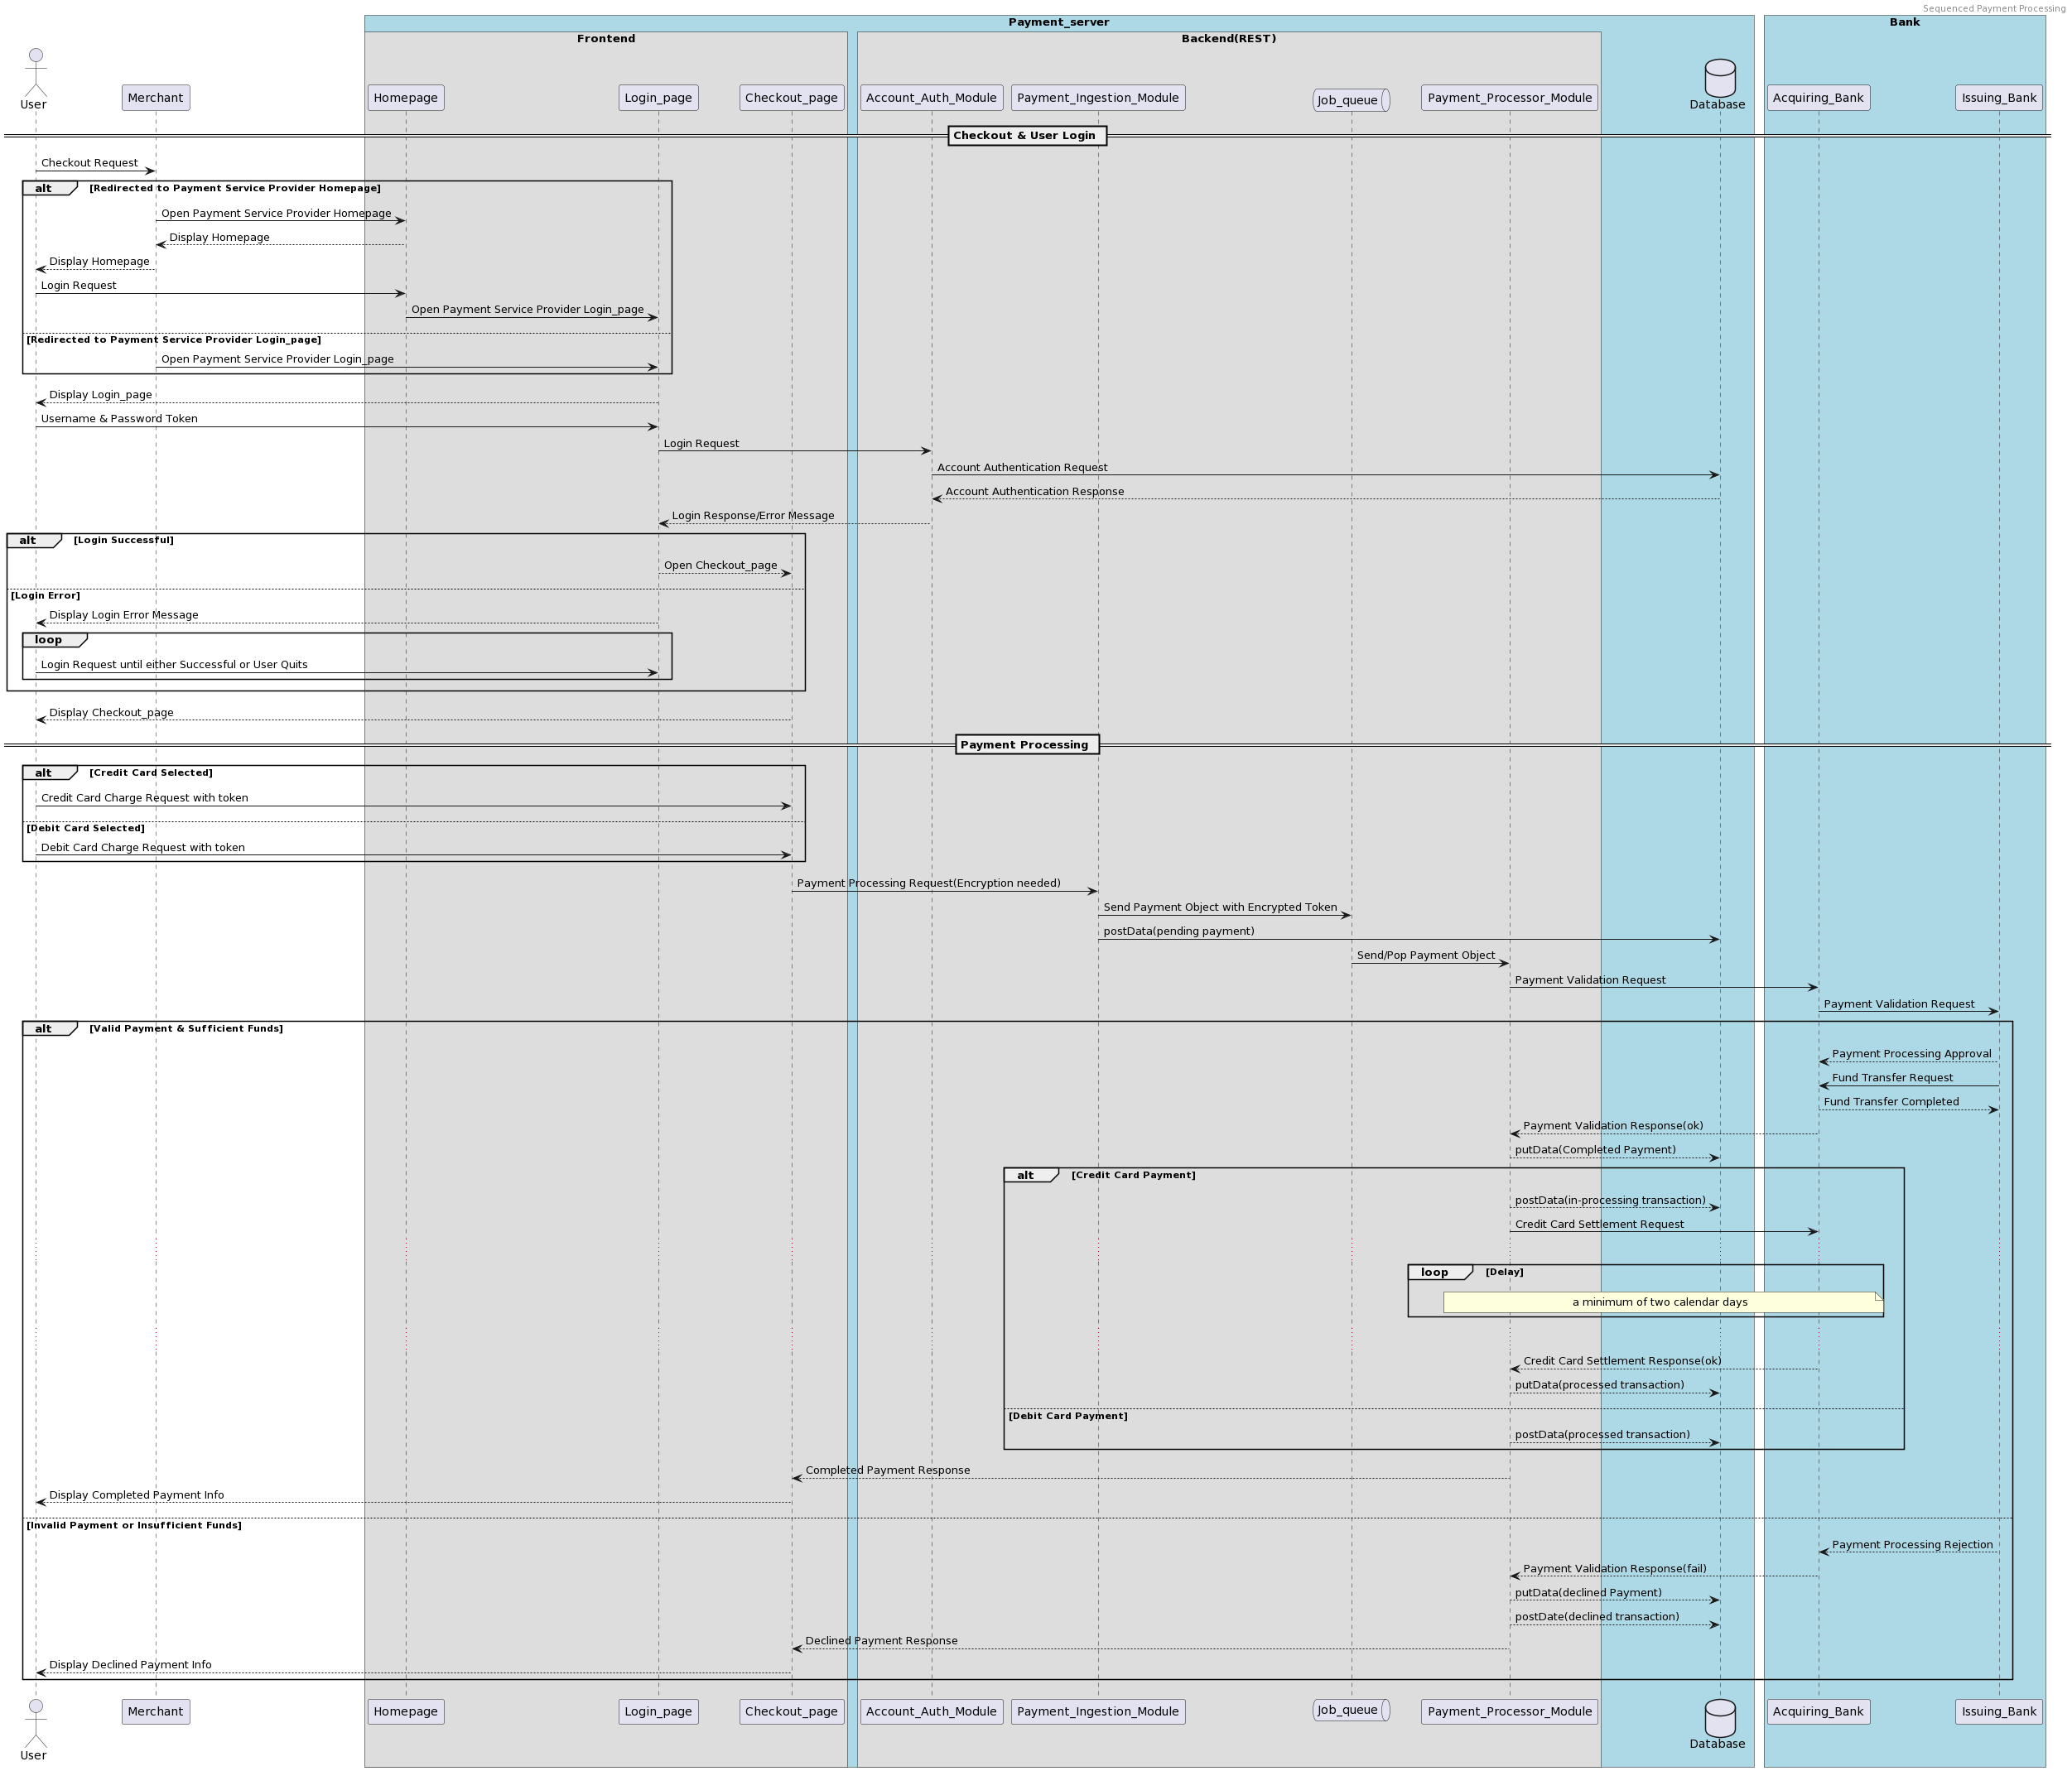 Sequenced Payment Processing
Payment_server
Bank
Frontend
Backend(REST)
User
Merchant
Homepage
Login_page
Checkout_page
Account_Auth_Module
Payment_Ingestion_Module
Job_queue
Payment_Processor_Module
Database
Acquiring_Bank
Issuing_Bank
Checkout & User Login
Checkout Request
alt [Redirected to Payment Service Provider Homepage]
Open Payment Service Provider Homepage
Display Homepage
Display Homepage
Login Request
Open Payment Service Provider Login_page
[Redirected to Payment Service Provider Login_page]
Open Payment Service Provider Login_page
Display Login_page
Username & Password Token
Login Request
Account Authentication Request
Account Authentication Response
Login Response/Error Message
alt [Login Successful]
Open Checkout_page
[Login Error]
Display Login Error Message
loop
Login Request until either Successful or User Quits
Display Checkout_page
Payment Processing
alt [Credit Card Selected]
Credit Card Charge Request with token
[Debit Card Selected]
Debit Card Charge Request with token
Payment Processing Request(Encryption needed)
Send Payment Object with Encrypted Token
postData(pending payment)
Send/Pop Payment Object
Payment Validation Request
Payment Validation Request
alt [Valid Payment & Sufficient Funds]
Payment Processing Approval
Fund Transfer Request
Fund Transfer Completed
Payment Validation Response(ok)
putData(Completed Payment)
alt [Credit Card Payment]
postData(in-processing transaction)
Credit Card Settlement Request
loop [Delay]
a minimum of two calendar days
Credit Card Settlement Response(ok)
putData(processed transaction)
[Debit Card Payment]
postData(processed transaction)
Completed Payment Response
Display Completed Payment Info
[Invalid Payment or Insufficient Funds]
Payment Processing Rejection
Payment Validation Response(fail)
putData(declined Payment)
postDate(declined transaction)
Declined Payment Response
Display Declined Payment Info
User
Merchant
Homepage
Login_page
Checkout_page
Account_Auth_Module
Payment_Ingestion_Module
Job_queue
Payment_Processor_Module
Database
Acquiring_Bank
Issuing_Bank